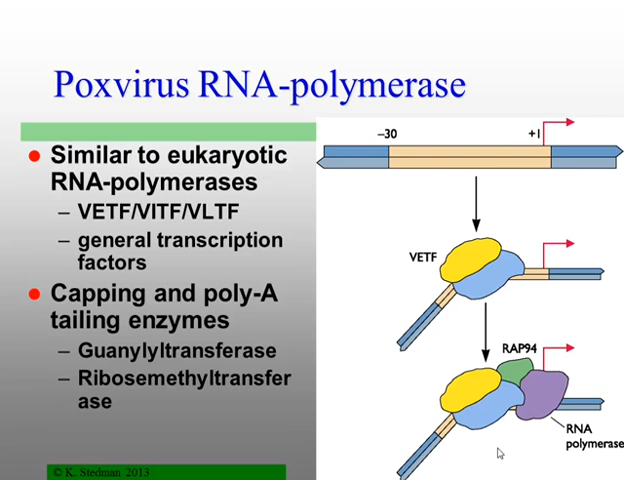 Poxvirus RNA-polymerase
Similar to eukaryotic
RNA-polymerases
– VETF/VITF/VLTF
– general transcription
factors
Capping and poly-A
tailing enzymes
– Guanylyltransferase
– Ribosemethyltransfer
ase
© K. Stedman 2013
–30
+1
VETF
RAP94
RNA
polymerase